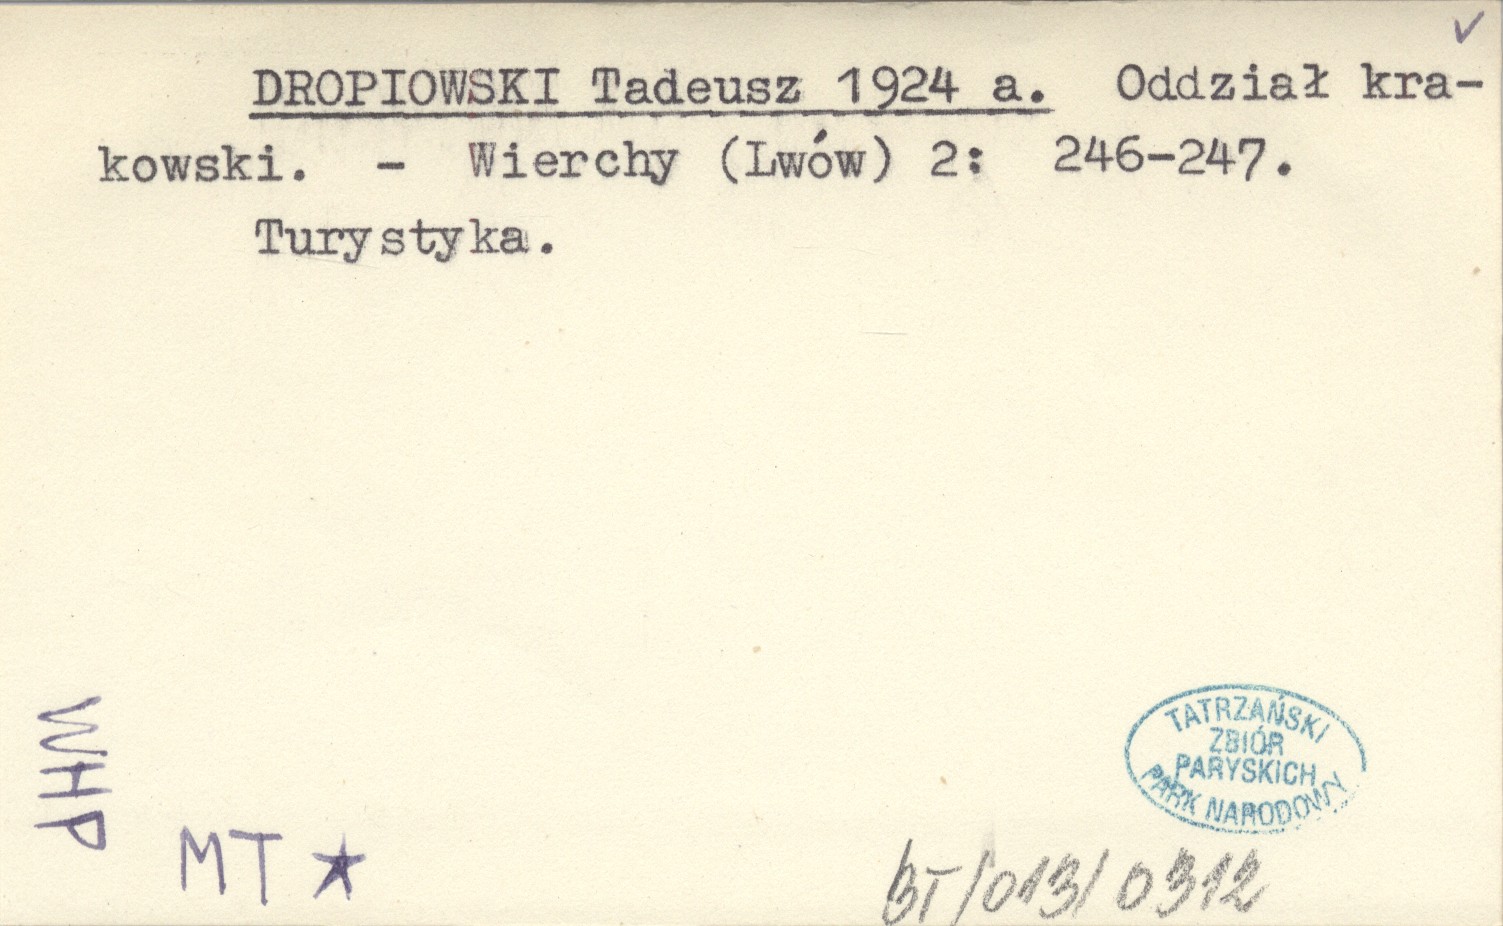 ✓
DROPIOWSKI Tadeusz 1924 a. Oddział kra-
kowski. - Wierchy (Lwów) 2: 246-247.
Turystyka.
WHP
MT ★
TATRZAŃSKI
ZBIÓR
PARYSKICH
PARK NARODOWY
BT/013/0312